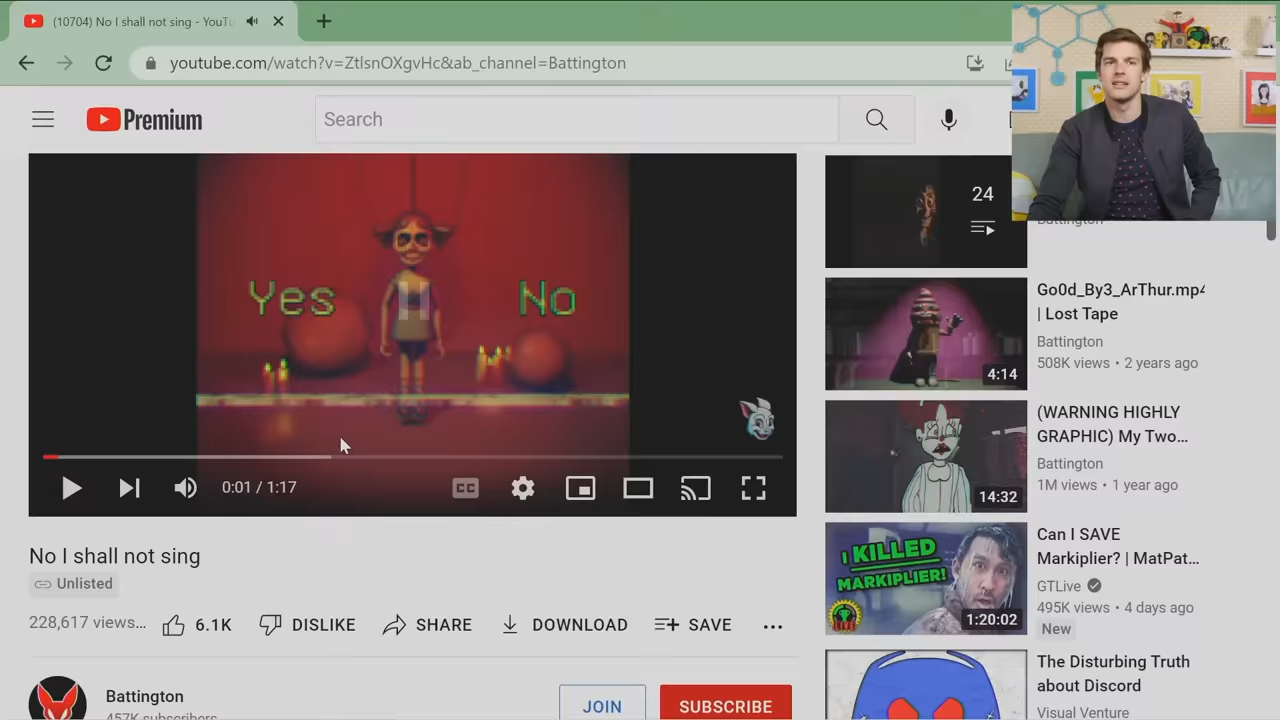 (10704) No I shall not sing - YouTu
youtube.com/watch?v=ZtlsnOXgvHc&ab_channel=Battington
Premium
Search
Yes
No
0:01 / 1:17
CC
No I shall not sing
Unlisted
228,617 views...
6.1K
DISLIKE
SHARE
DOWNLOAD
SAVE
Battington
457K subscribers
JOIN
SUBSCRIBE
24
Battington
Go0d_By3_ArThur.mp4
| Lost Tape
Battington
508K views • 2 years ago
4:14
(WARNING HIGHLY
GRAPHIC) My Two...
Battington
1M views • 1 year ago
14:32
I KILLED
MARKIPLIER!
1:20:02
Can I SAVE
Markiplier? | MatPat...
GTLive
495K views • 4 days ago
New
The Disturbing Truth
about Discord
Visual Venture